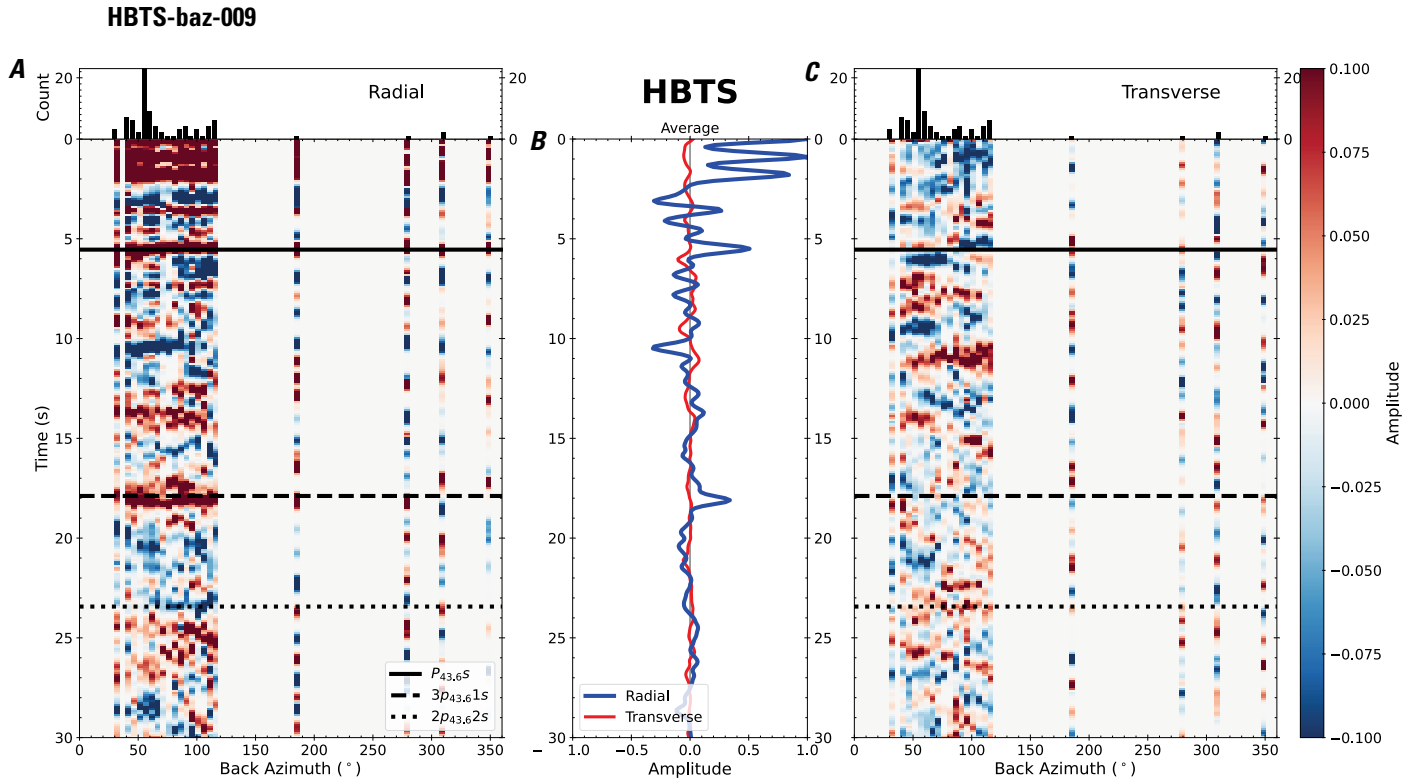 HBTS-baz-009
A
Radial
Count
20
0
20
0
0
5
10
15
20
25
30
Time (s)
P43.6s
3p43.61s
2p43.62s
0 50 100 150 200 250 300 350
Back Azimuth (°)
HBTS
Average
B
0
5
10
15
20
25
30
Radial
Transverse
− 1.0 −0.5 0.0 0.5 1.0
Amplitude
C
Transverse
20
0
0 50 100 150 200 250 300 350
Back Azimuth (°)
0.100
0.075
0.050
0.025
0.000
−0.025
−0.050
−0.075
−0.100
Amplitude